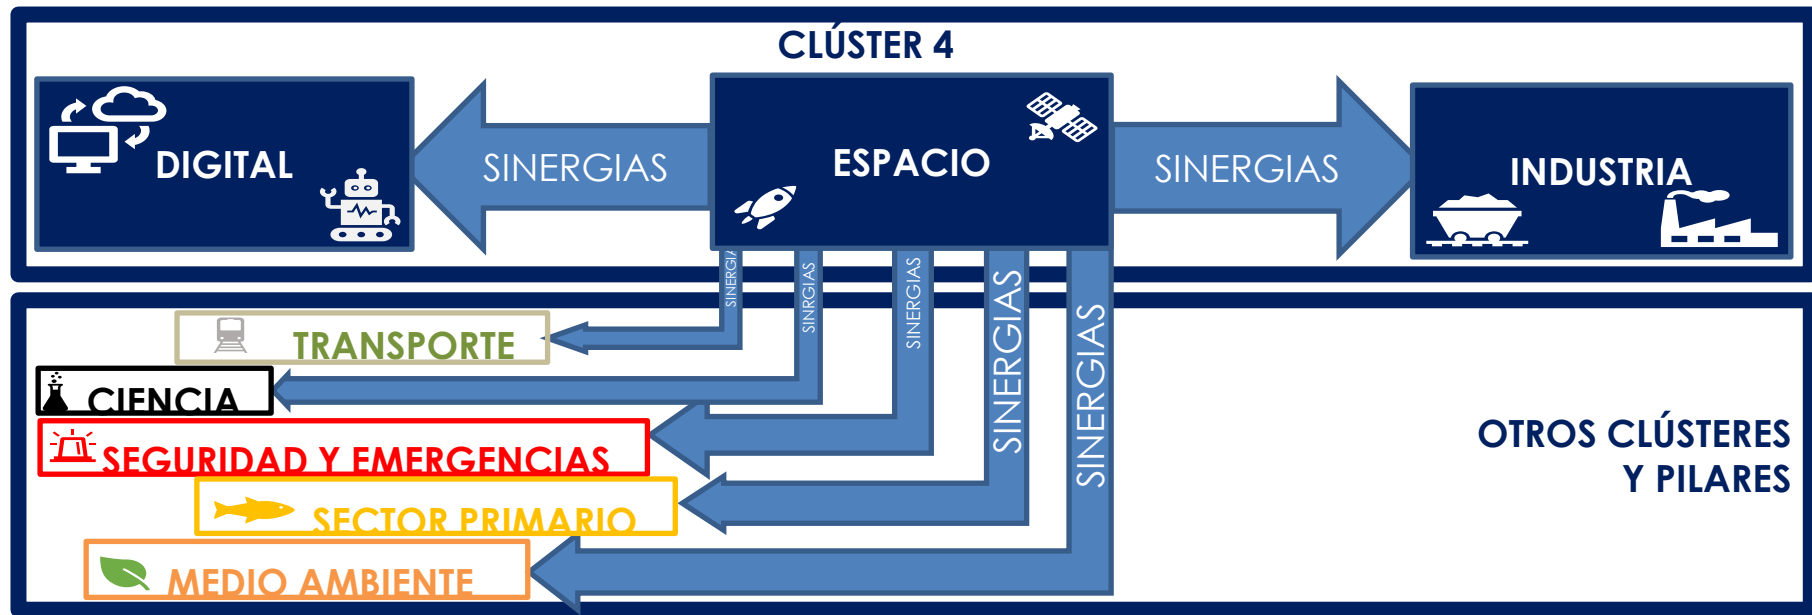 CLÚSTER 4
DIGITAL
SINERGIAS
ESPACIO
SINERGIAS
INDUSTRIA
SINERGIA
SINRGIAS
SINERGIAS
SINERGIAS
SINERGIAS
TRANSPORTE
CIENCIA
SEGURIDAD Y EMERGENCIAS
SECTOR PRIMARIO
MEDIO AMBIENTE
OTROS CLÚSTERES
Y PILARES